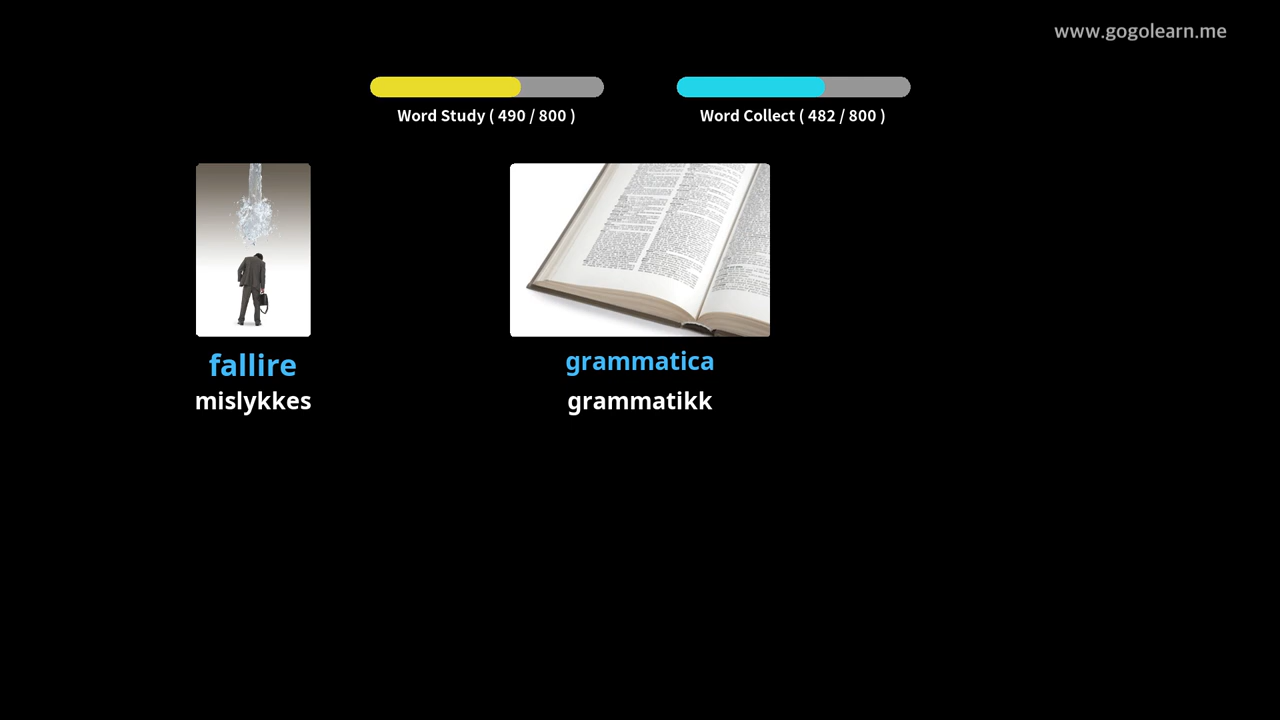 www.gogolearn.me
Word Study ( 490 / 800 )
Word Collect ( 482 / 800 )
fallire
mislykkes
grammatica
grammatikk